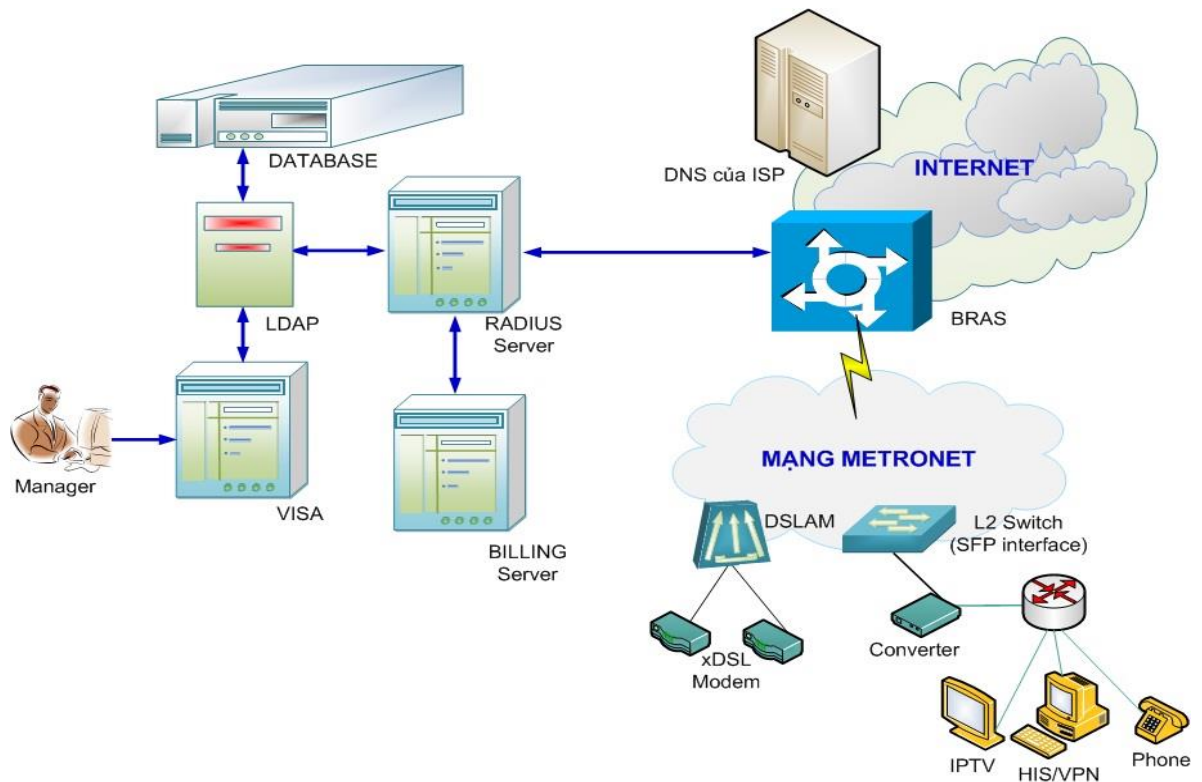 DATABASE
DNS của ISP
INTERNET
LDAP
RADIUS
Server
BRAS
Manager
VISA
BILLING
Server
MẠNG METRONET
DSLAM
L2 Switch
(SFP interface)
xDSL
Modem
Converter
IPTV
HIS/VPN
Phone